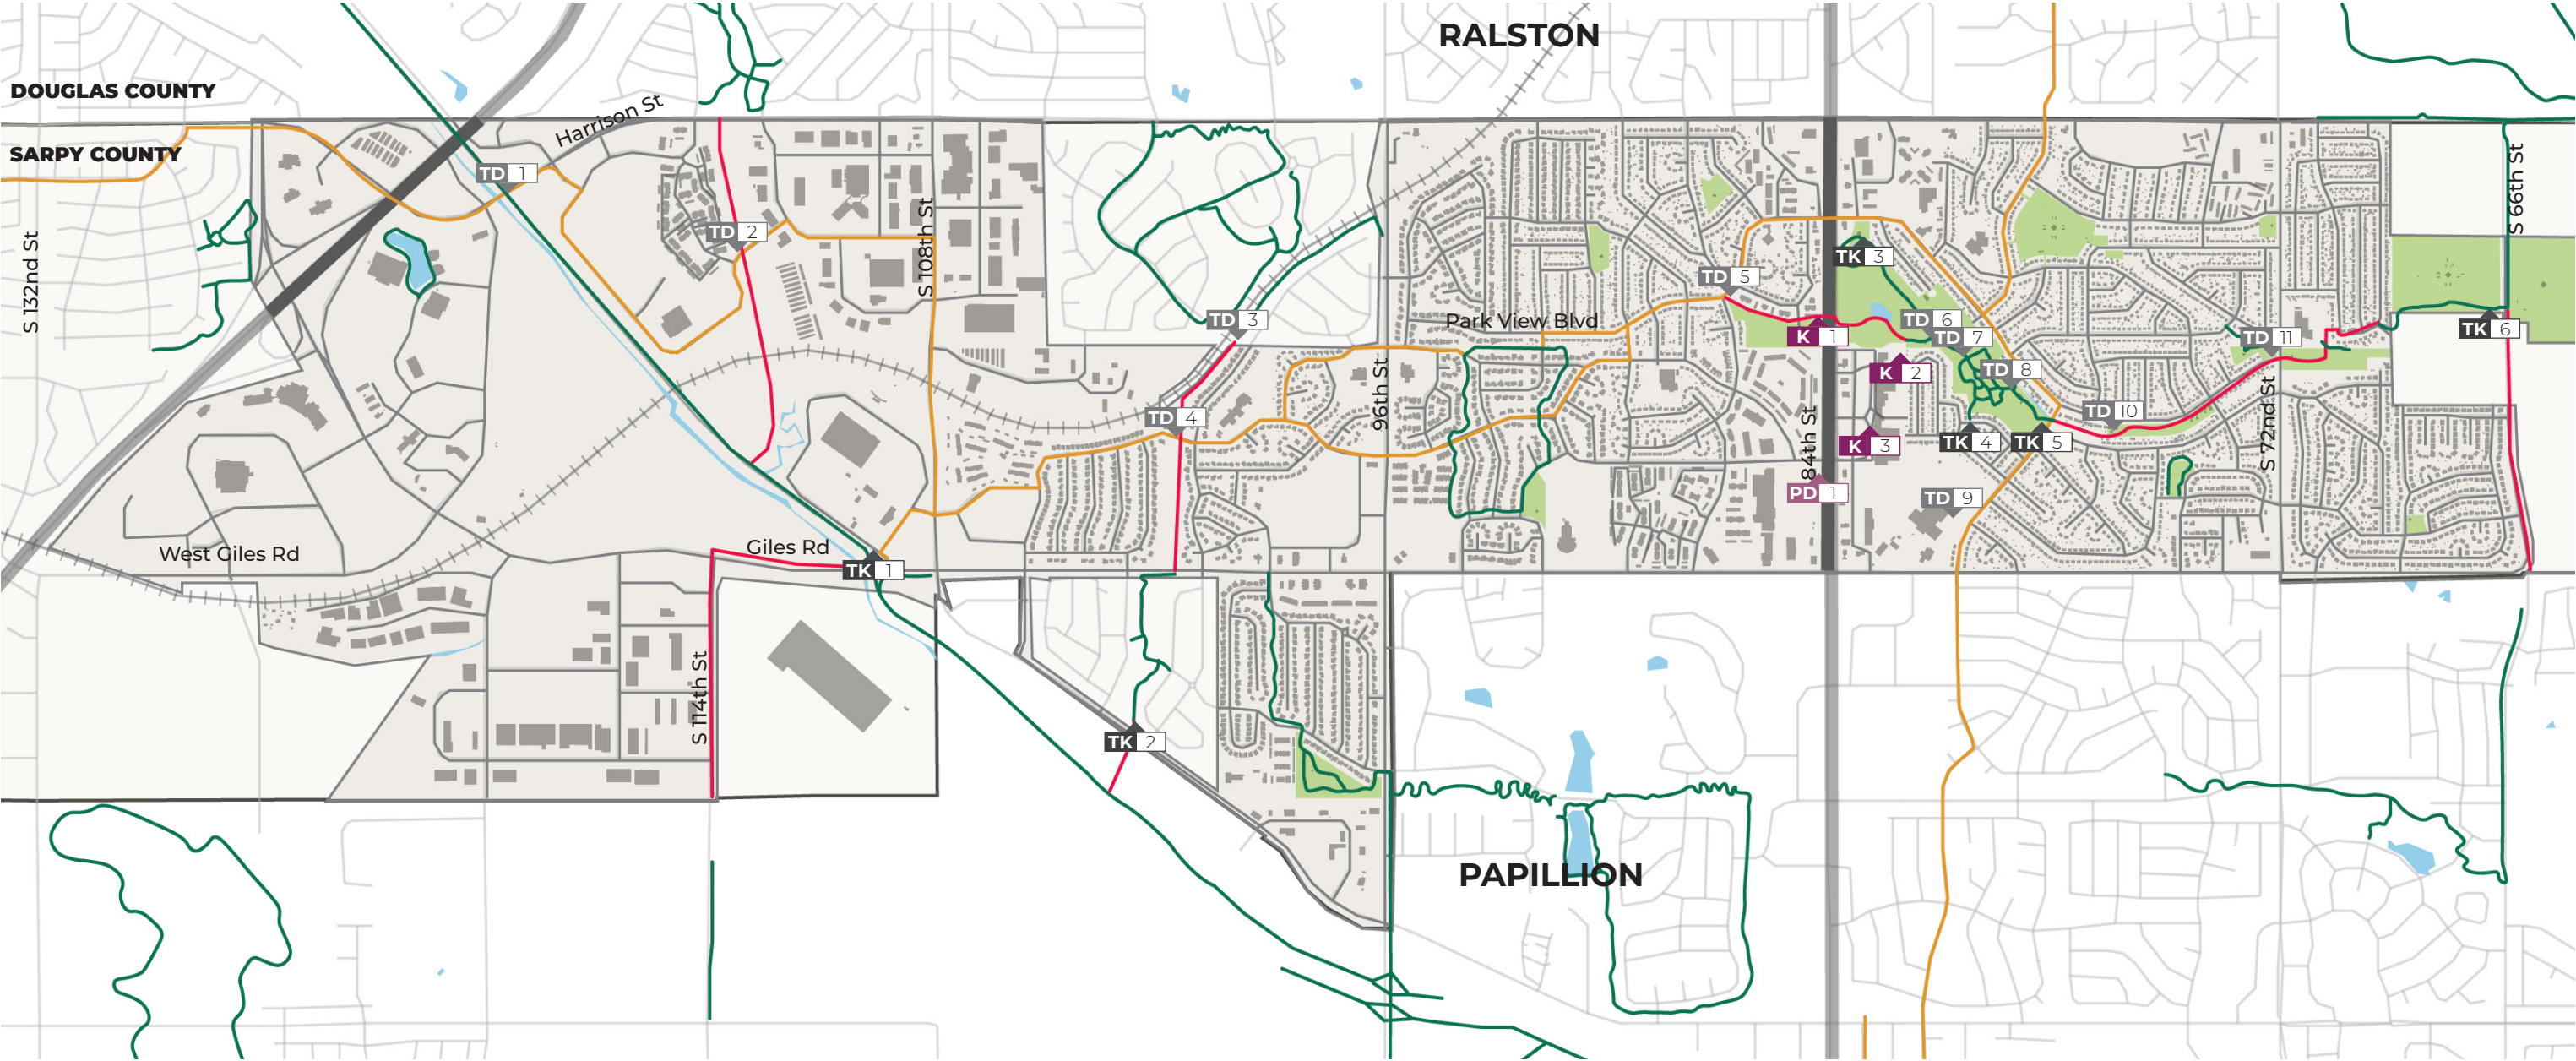 RALSTON
DOUGLAS COUNTY
Harrison St
SARPY COUNTY
TD 1
S 66th St
TD 2
S 108th St
S 132nd St
TK 3
TD 5
TD 3
Park View Blvd
TD 6
K 1
TD 7
TD 11
TK 6
96th St
K 2
TD 8
TD 4
TD 10
84th St
S 72nd St
K 3
TK 4
TK 5
PD 1
TD 9
West Giles Rd
Giles Rd
TK 1
S 114th St
TK 2
PAPILLION